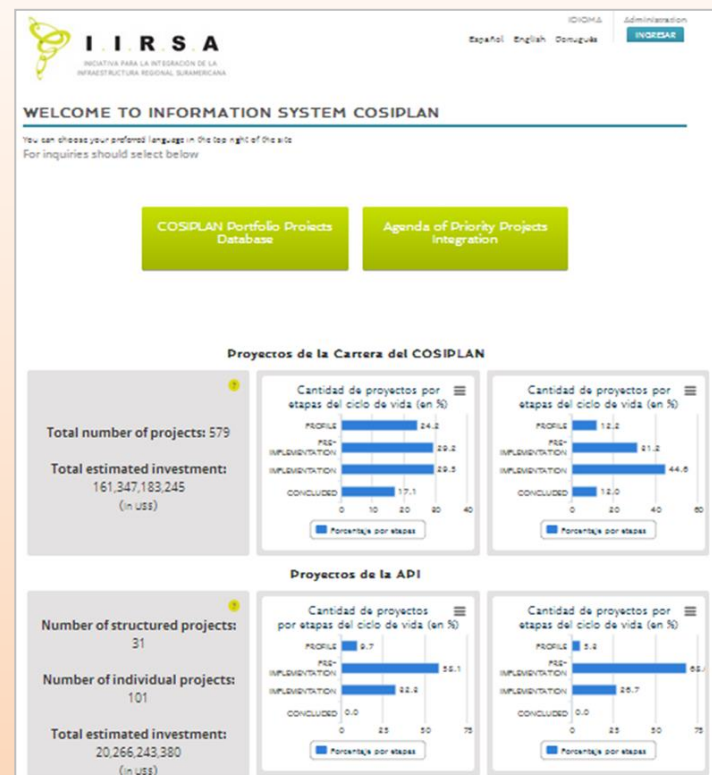 I.I.R.S.A
INICIATIVA PARA LA INTEGRACIÓN DE LA
INFRAESTRUCTURA REGIONAL SURAMERICANA
IDIOMA
Español English Português
Administracion
INGRESAR
WELCOME TO INFORMATION SYSTEM COSIPLAN
You can choose your preferred language in the top right of the site
For inquiries should select below
COSIPLAN Portfolio Projects
Database
Agenda of Priority Projects
Integration
Proyectos de la Cartera del COSIPLAN
?
Total number of projects: 579
Total estimated investment:
161,347,183,245
(in US$)
Cantidad de proyectos por
etapas del ciclo de vida (en %)
PROFILE 24.2
PRE-
IMPLEMENTATION 29.2
IMPLEMENTATION 29.5
CONCLUDED 17.1
0 10 20 30 40
Porcentaje por etapas
Cantidad de proyectos por
etapas del ciclo de vida (en %)
PROFILE 12.2
PRE-
IMPLEMENTATION 31.2
IMPLEMENTATION 44.6
CONCLUDED 12.0
0 20 40 60
Porcentaje por etapas
Proyectos de la API
?
Number of structured projects:
31
Number of individual projects:
101
Total estimated investment:
20,266,243,380
(in US$)
Cantidad de proyectos
por etapas del ciclo de vida (en %)
PROFILE 9.7
PRE-
IMPLEMENTATION
IMPLEMENTATION
CONCLUDED 0.0
0 25 50 75
Porcentaje por etapas
Cantidad de proyectos por
etapas del ciclo de vida (en %)
PROFILE
PRE-
IMPLEMENTATION
IMPLEMENTATION 26.7
CONCLUDED 0.0
0 25 50 75
Porcentaje por etapas